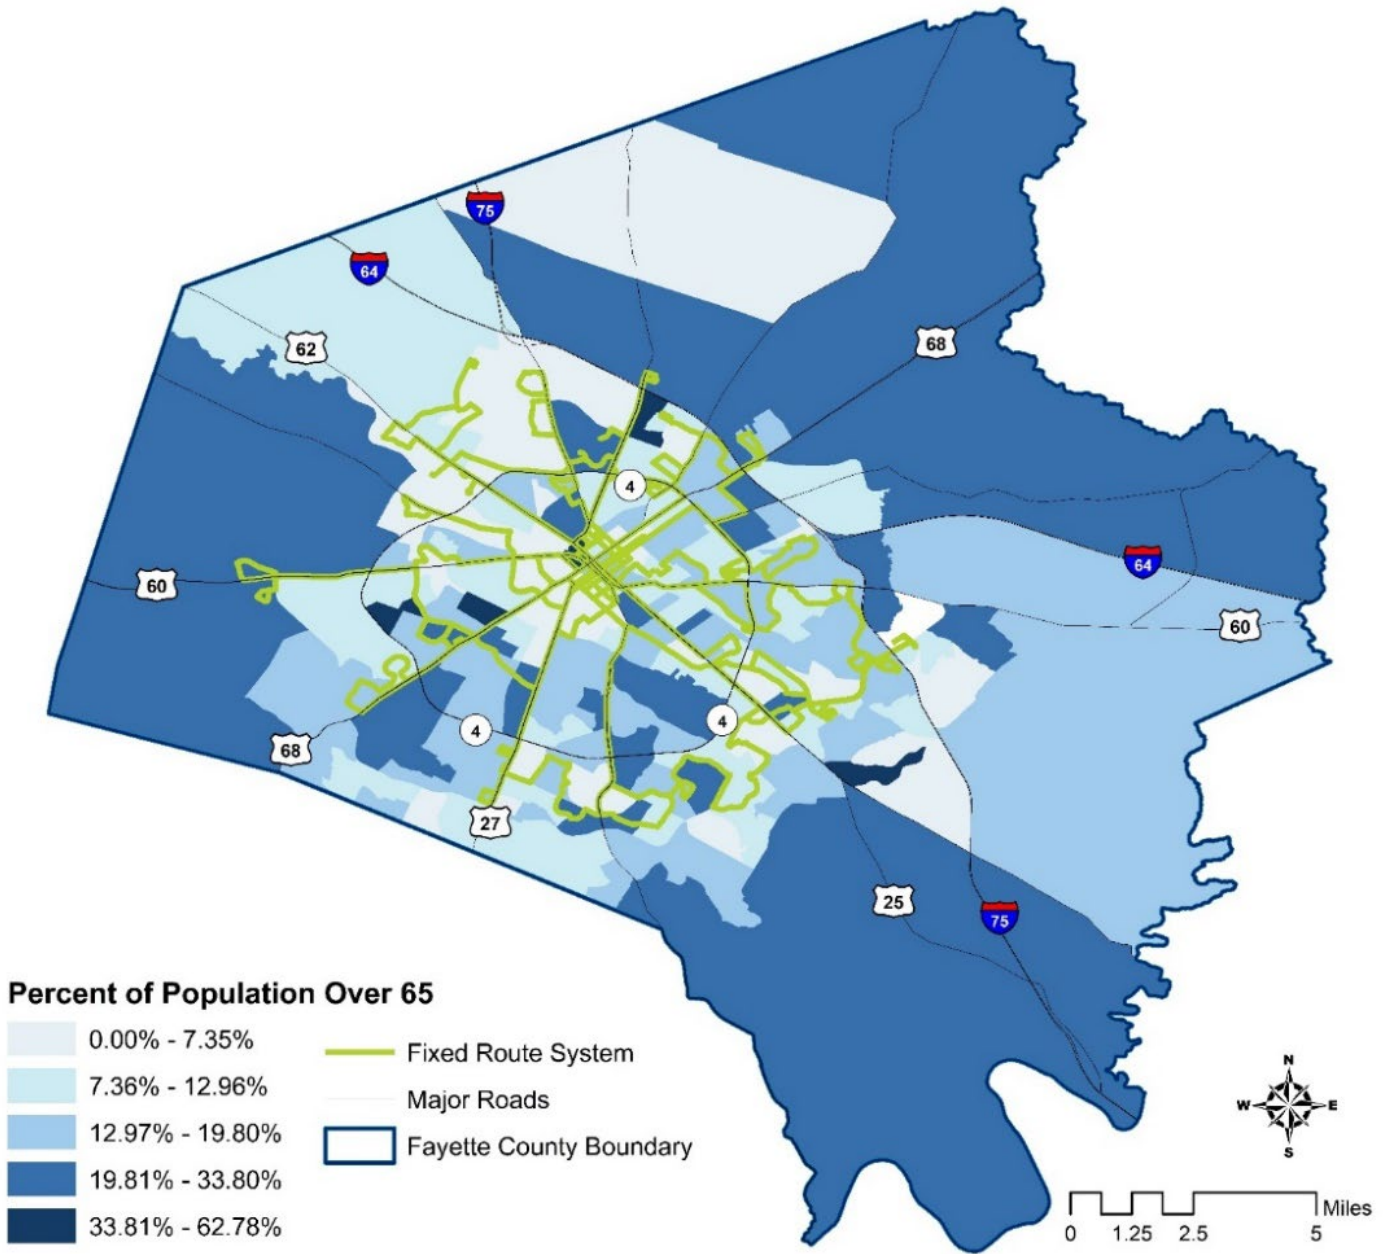 75
64
62
68
4
60
64
60
4
4
68
27
25
75
Percent of Population Over 65
0.00% - 7.35%
7.36% - 12.96%
12.97% - 19.80%
19.81% - 33.80%
33.81% - 62.78%
Fixed Route System
Major Roads
Fayette County Boundary
N
W E
S
Miles
0 1.25 2.5 5